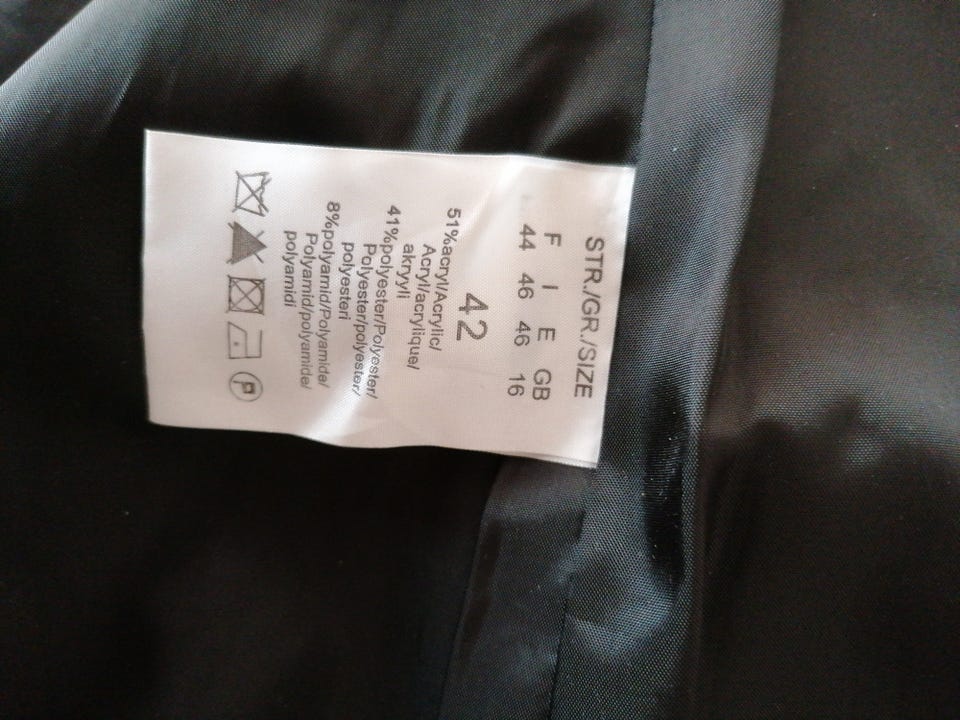 STR./GR./SIZE
F I E GB
44 46 46 16
42
51%acryl/Acrylic/
Acryl/acrylique/
akryyli
41%polyester/Polyester/
Polyester/polyester/
polyesteri
8%polyamid/Polyamide/
Polyamid/polyamide/
polyamidi
P